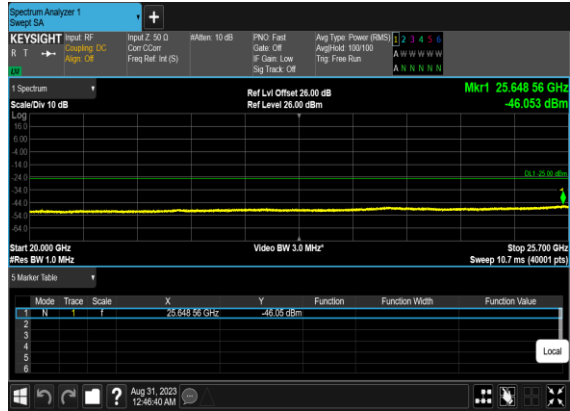 Spectrum Analyzer 1
Swept SA
+
KEYSIGHT Input: RF Input Z: 50 Ω #Atten: 10 dB PNO: Fast Avg Type: Power (RMS) 1 2 3 4 5 6
R T Coupling: DC Corr CCorr Gate: Off Avg|Hold: 100/100 A W W W W W
Align: Off Freq Ref: Int (S) IF Gain: Low Trig: Free Run
Sig Track: Off A N N N N N
1 Spectrum Ref Lvl Offset 26.00 dB Mkr1 25.648 56 GHz
Scale/Div 10 dB Ref Level 26.00 dBm -46.053 dBm
Log
16.0
6.00
-4.00
-14.0
DL1 -25.00 dBm
-24.0
1
-34.0
-44.0
-54.0
-64.0
Start 20.000 GHz Video BW 3.0 MHz* Stop 25.700 GHz
#Res BW 1.0 MHz Sweep 10.7 ms (40001 pts)
5 Marker Table
Mode Trace Scale X Y Function Function Width Function Value
1 N 1 f 25.648 56 GHz -46.05 dBm
2
3
4
5
6
Local
? Aug 31, 2023
12:46:40 AM